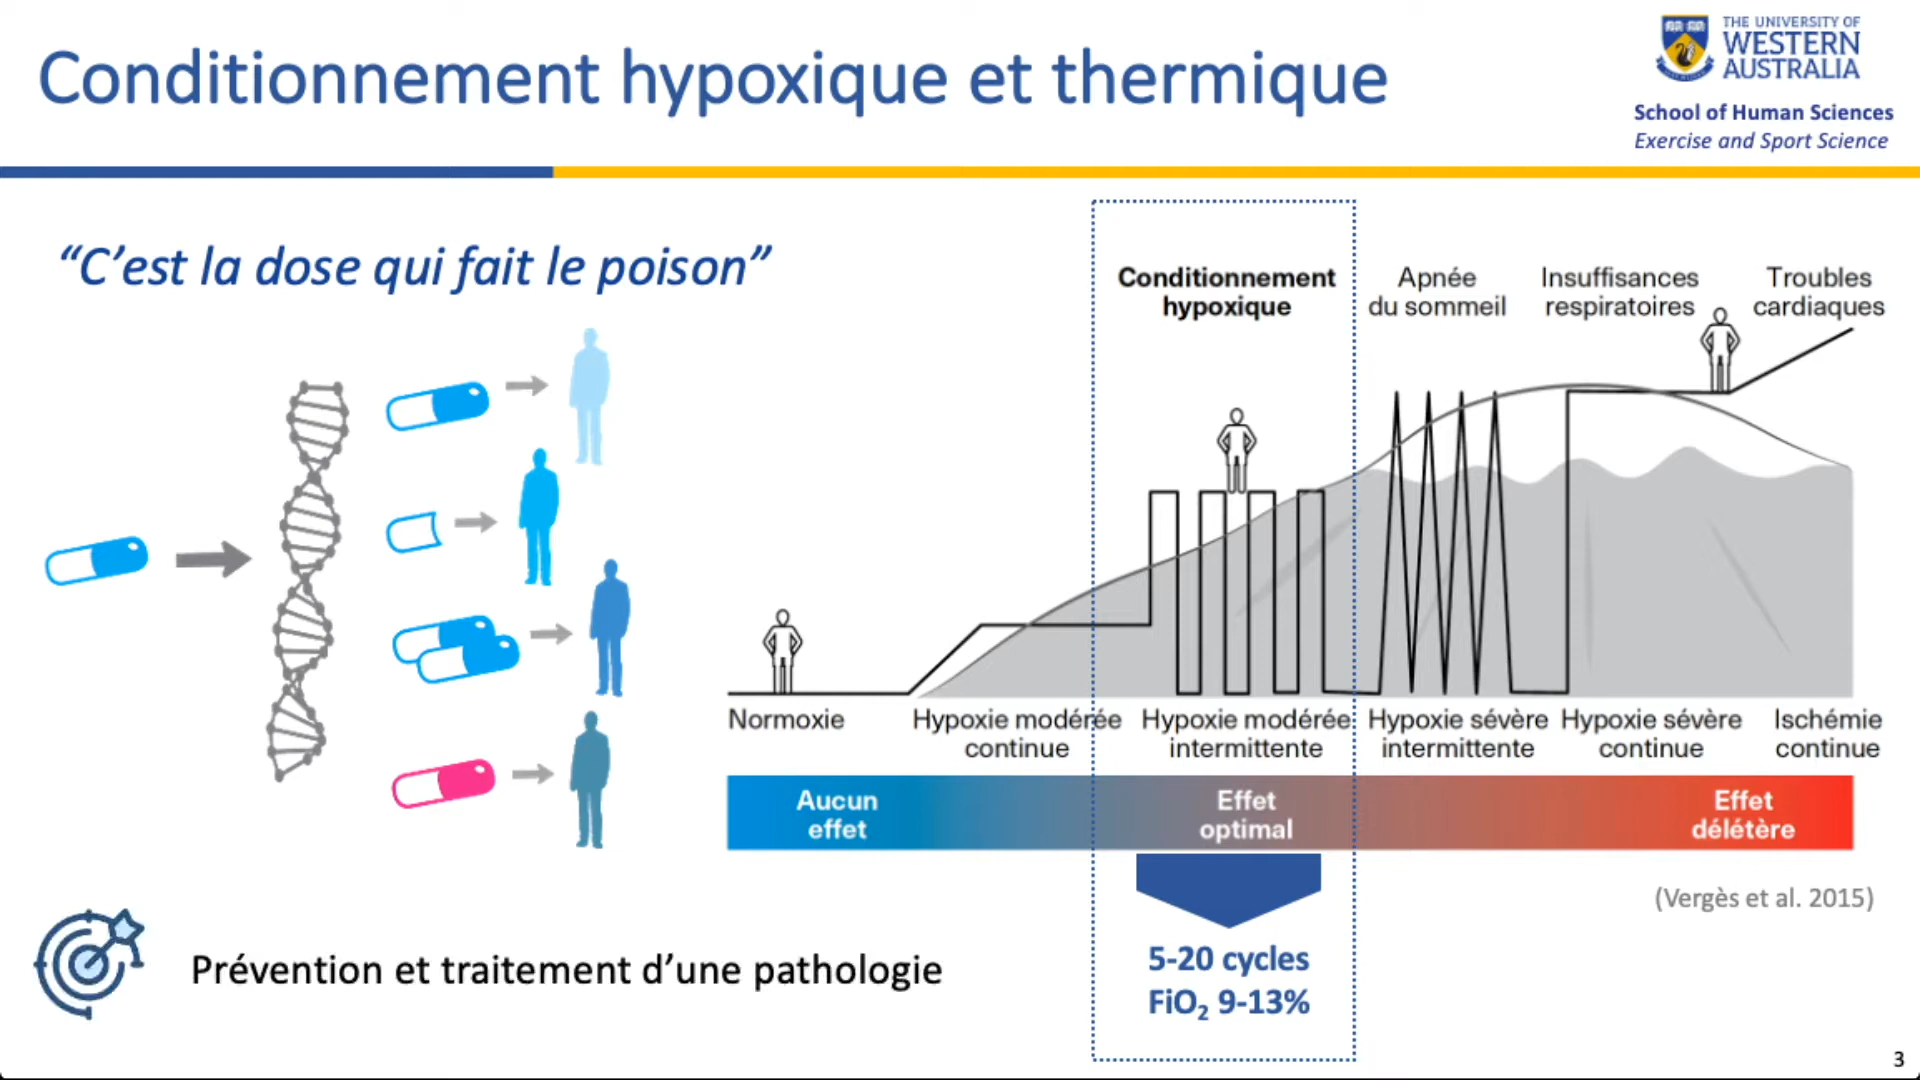 Conditionnement hypoxique et thermique
THE UNIVERSITY OF
WESTERN
AUSTRALIA
School of Human Sciences
Exercise and Sport Science
“C’est la dose qui fait le poison”
Conditionnement
hypoxique
Apnée
du sommeil
Insuffisances
respiratoires
Troubles
cardiaques
Normoxie
Hypoxie modérée
continue
Hypoxie modérée
intermittente
Hypoxie sévère
intermittente
Hypoxie sévère
continue
Ischémie
continue
Aucun
effet
Effet
optimal
Effet
délétère
(Vergès et al. 2015)
Prévention et traitement d’une pathologie
5-20 cycles
FiO₂ 9-13%
3